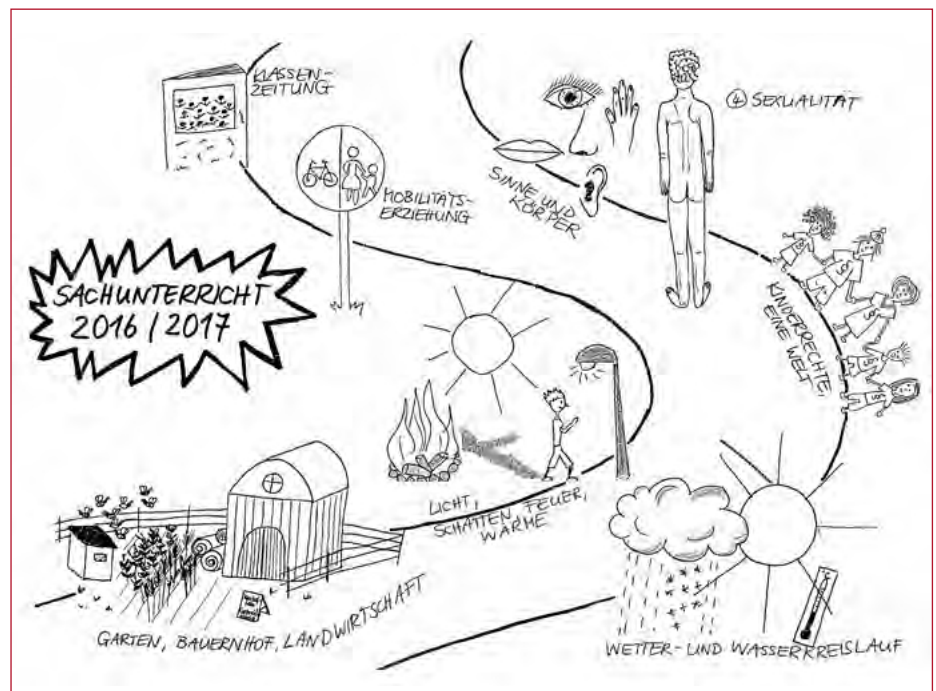 KLASSEN-
ZEITUNG
MOBILITÄTS-
ERZIEHUNG
SINNE UND
KÖRPER
④ SEXUALITÄT
SACHUNTERRICHT
2016/2017
KINDERRECHTE,
EINE WELT
LICHT,
SCHATTEN, FEUER,
WÄRME
GARTEN, BAUERNHOF, LANDWIRTSCHAFT
WETTER- UND WASSERKREISLAUF